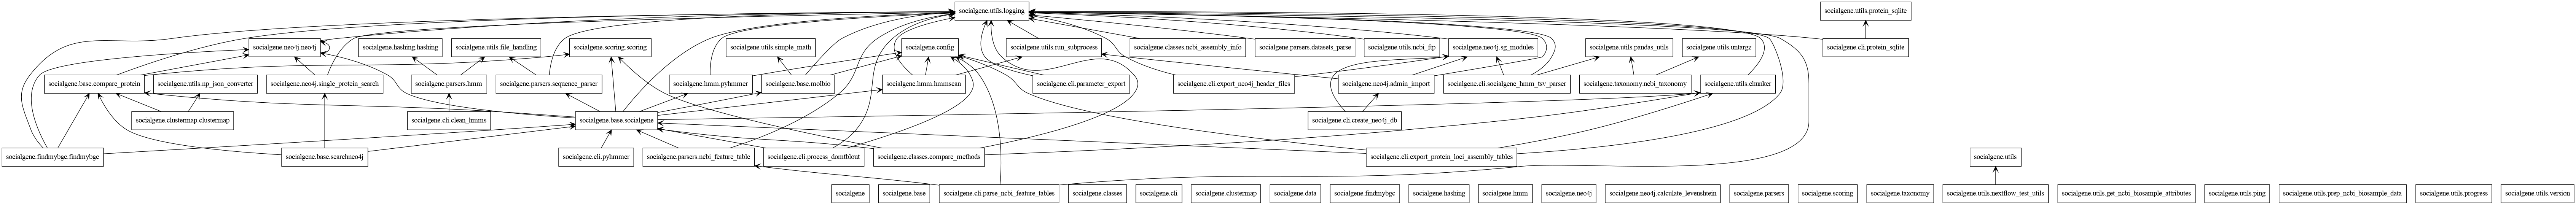 socialgene.utils.logging
socialgene.utils.protein_sqlite
socialgene.neo4j.neo4j
socialgene.hashing.hashing
socialgene.utils.file_handling
socialgene.scoring.scoring
socialgene.utils.simple_math
socialgene.config
socialgene.utils.run_subprocess
socialgene.classes.ncbi_assembly_info
socialgene.parsers.datasets_parse
socialgene.utils.ncbi_ftp
socialgene.neo4j.sg_modules
socialgene.utils.pandas_utils
socialgene.utils.untargz
socialgene.cli.protein_sqlite
socialgene.base.compare_protein
socialgene.utils.np_json_converter
socialgene.neo4j.single_protein_search
socialgene.parsers.hmm
socialgene.parsers.sequence_parser
socialgene.hmm.pyhmmer
socialgene.base.molbio
socialgene.hmm.hmmscan
socialgene.cli.parameter_export
socialgene.cli.export_neo4j_header_files
socialgene.neo4j.admin_import
socialgene.cli.socialgene_hmm_tsv_parser
socialgene.taxonomy.ncbi_taxonomy
socialgene.utils.chunker
socialgene.clustermap.clustermap
socialgene.cli.clean_hmms
socialgene.base.socialgene
socialgene.cli.create_neo4j_db
socialgene.findmybgc.findmybgc
socialgene.base.searchneo4j
socialgene.cli.pyhmmer
socialgene.parsers.ncbi_feature_table
socialgene.cli.process_domtblout
socialgene.classes.compare_methods
socialgene.cli.export_protein_loci_assembly_tables
socialgene.utils
socialgene
socialgene.base
socialgene.cli.parse_ncbi_feature_tables
socialgene.classes
socialgene.cli
socialgene.clustermap
socialgene.data
socialgene.findmybgc
socialgene.hashing
socialgene.hmm
socialgene.neo4j
socialgene.neo4j.calculate_levenshtein
socialgene.parsers
socialgene.scoring
socialgene.taxonomy
socialgene.utils.nextflow_test_utils
socialgene.utils.get_ncbi_biosample_attributes
socialgene.utils.ping
socialgene.utils.prep_ncbi_biosample_data
socialgene.utils.progress
socialgene.utils.version